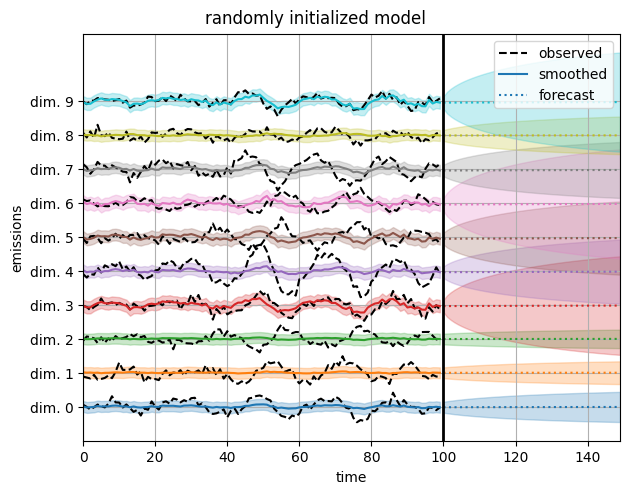 randomly initialized model
observed
smoothed
forecast
dim. 9
dim. 8
dim. 7
dim. 6
dim. 5
dim. 4
dim. 3
dim. 2
dim. 1
dim. 0
emissions
0 20 40 60 80 100 120 140
time